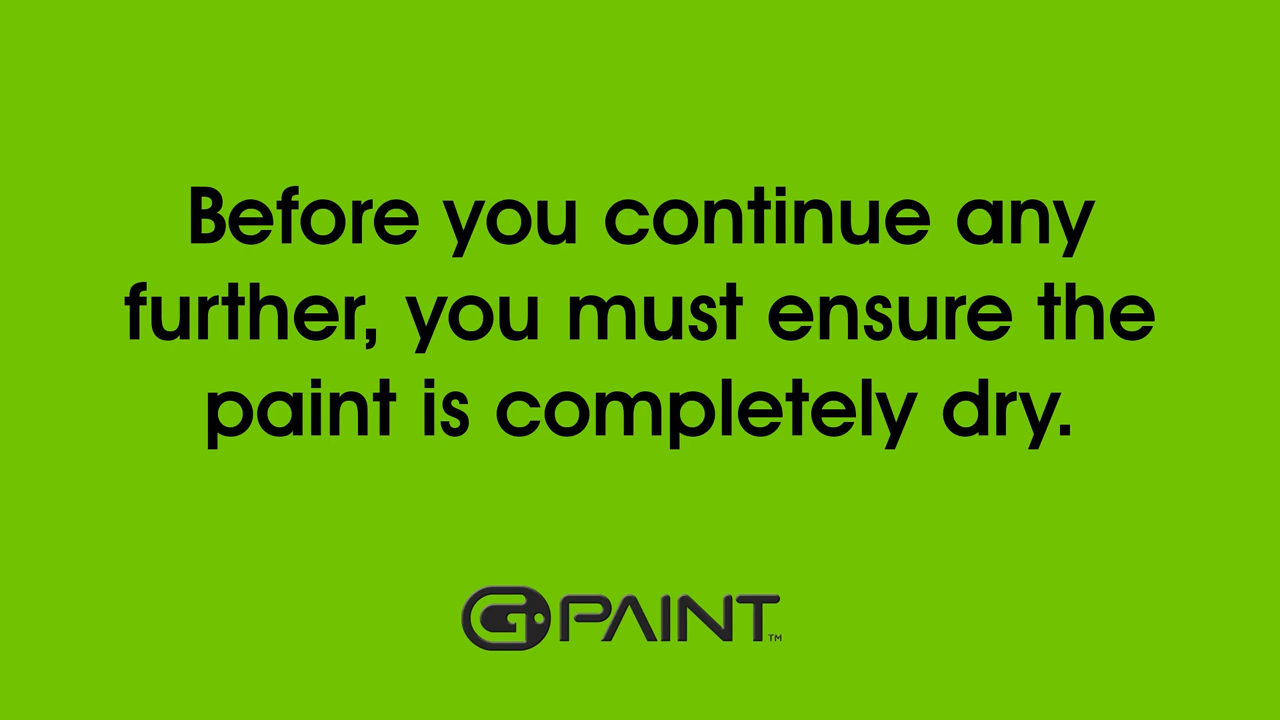 Before you continue any
further, you must ensure the
paint is completely dry.
G PAINT™